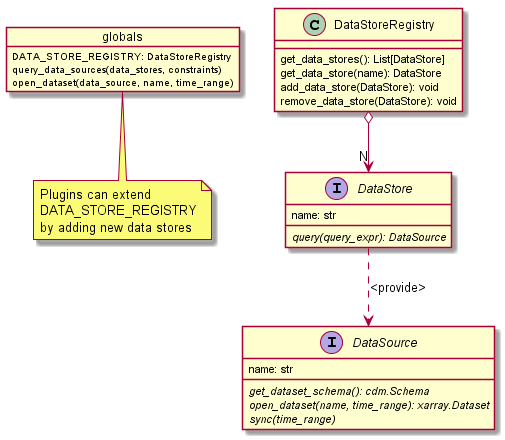 globals
DATA_STORE_REGISTRY: DataStoreRegistry
query_data_sources(data_stores, constraints)
open_dataset(data_source, name, time_range)
Plugins can extend
DATA_STORE_REGISTRY
by adding new data stores
C DataStoreRegistry
get_data_stores(): List[DataStore]
get_data_store(name): DataStore
add_data_store(DataStore): void
remove_data_store(DataStore): void
N
I DataStore
name: str
query(query_expr): DataSource
<provide>
I DataSource
name: str
get_dataset_schema(): cdm.Schema
open_dataset(name, time_range): xarray.Dataset
sync(time_range)